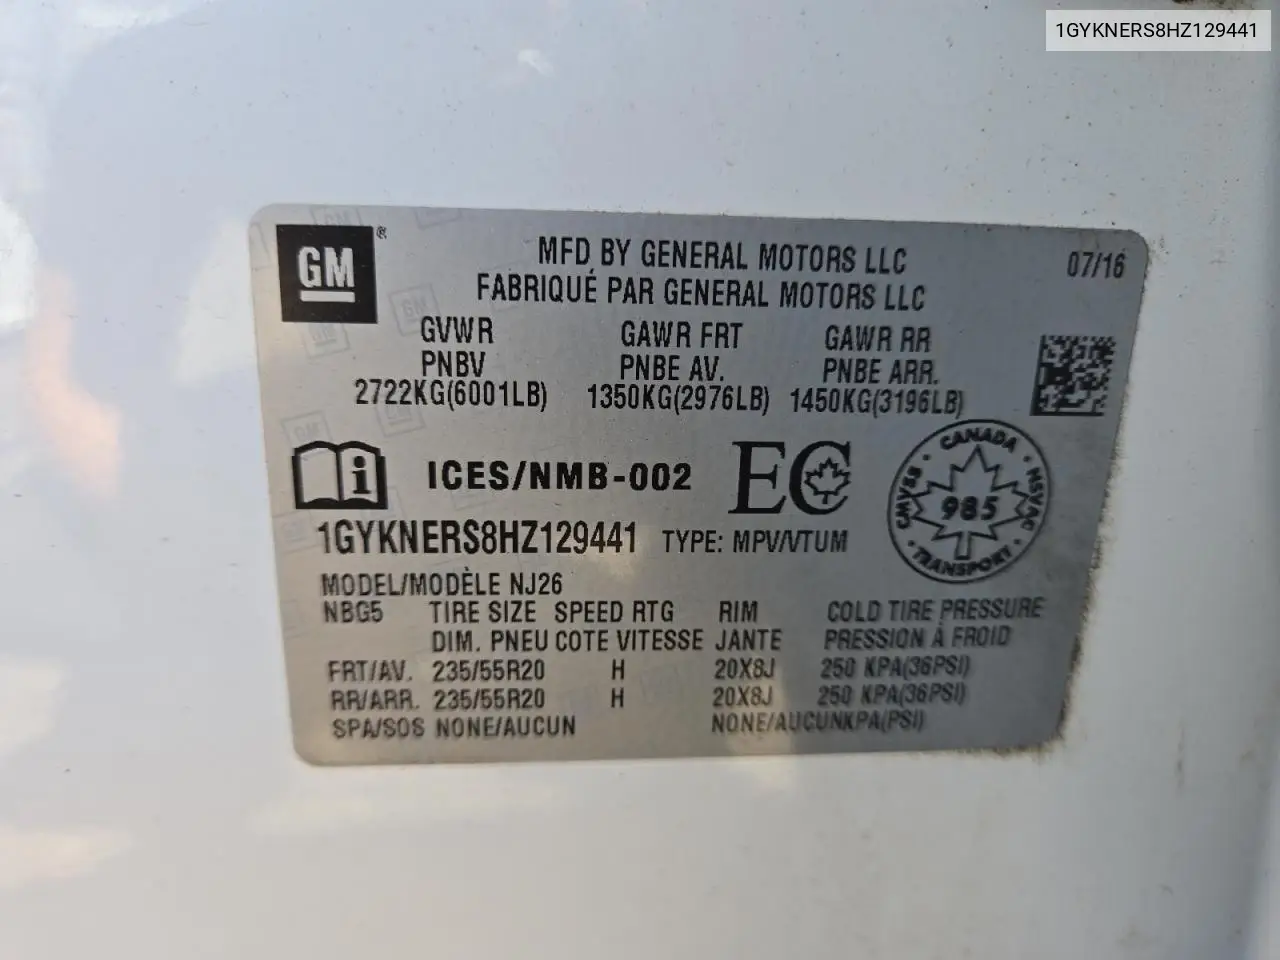 1GYKNERS8HZ129441
GM®
MFD BY GENERAL MOTORS LLC
07/16
FABRIQUÉ PAR GENERAL MOTORS LLC
GVWR GAWR FRT GAWR RR
PNBV PNBE AV. PNBE ARR.
2722KG(6001LB) 1350KG(2976LB) 1450KG(3196LB)
i ICES/NMB-002 EC
CANADA
CMVSS 985 NSVAC
TRANSPORT
1GYKNERS8HZ129441 TYPE: MPV/VTUM
MODEL/MODÈLE NJ26
NBG5 TIRE SIZE SPEED RTG RIM COLD TIRE PRESSURE
DIM. PNEU COTE VITESSE JANTE PRESSION À FROID
FRT/AV. 235/55R20 H 20X8J 250 KPA(36PSI)
RR/ARR. 235/55R20 H 20X8J 250 KPA(36PSI)
SPA/SOS NONE/AUCUN NONE/AUCUNKPA(PSI)